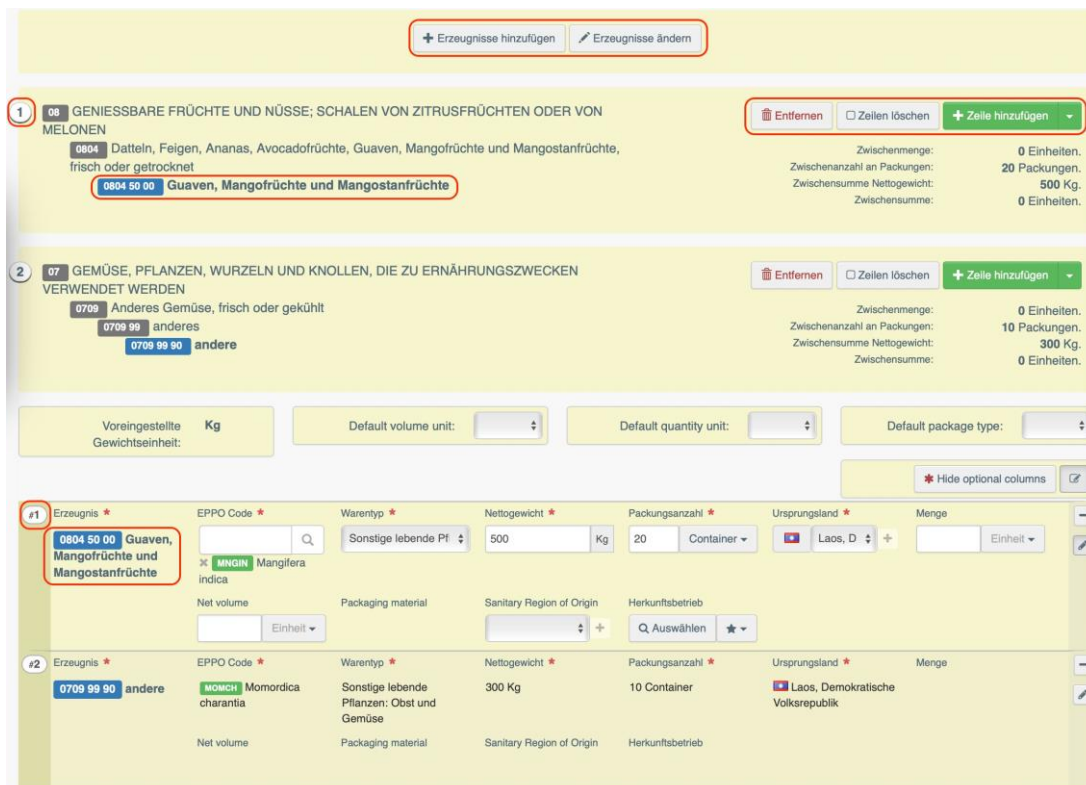 Erzeugnisse hinzufügen Erzeugnisse ändern
1 08 GENIESSBARE FRÜCHTE UND NÜSSE; SCHALEN VON ZITRUSFRÜCHTEN ODER VON
MELONEN
Entfernen Zeilen löschen + Zeile hinzufügen
0804 Datteln, Feigen, Ananas, Avocadofrüchte, Guaven, Mangofrüchte und Mangostanfrüchte,
frisch oder getrocknet
0804 50 00 Guaven, Mangofrüchte und Mangostanfrüchte
Zwischenmenge: 0 Einheiten.
Zwischenanzahl an Packungen: 20 Packungen.
Zwischensumme Nettogewicht: 500 Kg.
Zwischensumme: 0 Einheiten.
2 07 GEMÜSE, PFLANZEN, WURZELN UND KNOLLEN, DIE ZU ERNÄHRUNGSZWECKEN
VERWENDET WERDEN
Entfernen Zeilen löschen + Zeile hinzufügen
0709 Anderes Gemüse, frisch oder gekühlt
0709 99 anderes
0709 99 90 andere
Zwischenmenge: 0 Einheiten.
Zwischenanzahl an Packungen: 10 Packungen.
Zwischensumme Nettogewicht: 300 Kg.
Zwischensumme: 0 Einheiten.
Voreingestellte
Gewichtseinheit:
Kg
Default volume unit:
Default quantity unit:
Default package type:
* Hide optional columns
#1 Erzeugnis * EPPO Code * Warentyp * Nettogewicht * Packungsanzahl * Ursprungsland * Menge
0804 50 00 Guaven,
Mangofrüchte und
Mangostanfrüchte
MNGIN Mangifera
indica
Sonstige lebende Pf
500 Kg
20 Container
Laos, D
Einheit
Net volume Packaging material Sanitary Region of Origin Herkunftsbetrieb
Einheit
Auswählen
#2 Erzeugnis * EPPO Code * Warentyp * Nettogewicht * Packungsanzahl * Ursprungsland * Menge
0709 99 90 andere
MOMCH Momordica
charantia
Sonstige lebende
Pflanzen: Obst und
Gemüse
300 Kg
10 Container
Laos, Demokratische
Volksrepublik
Net volume Packaging material Sanitary Region of Origin Herkunftsbetrieb